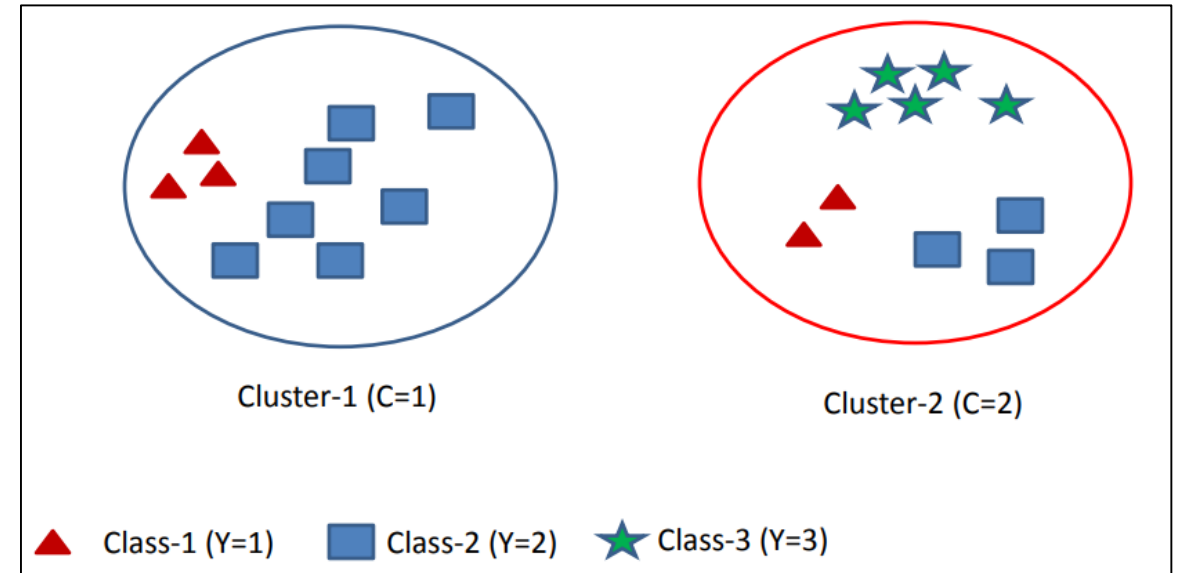 Cluster-1 (C=1)
Cluster-2 (C=2)
Class-1 (Y=1)
Class-2 (Y=2)
Class-3 (Y=3)